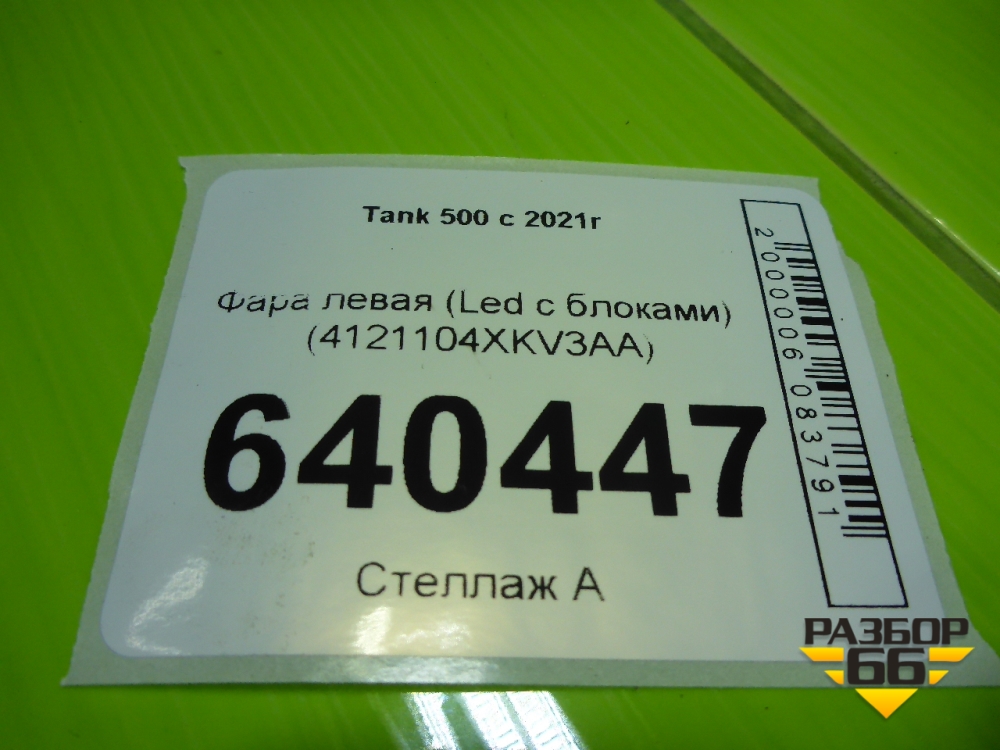 Tank 500 с 2021г
Фара левая (Led с блоками)
(4121104XKV3AA)
640447
Стеллаж А
2000006083791
РАЗБОР
66